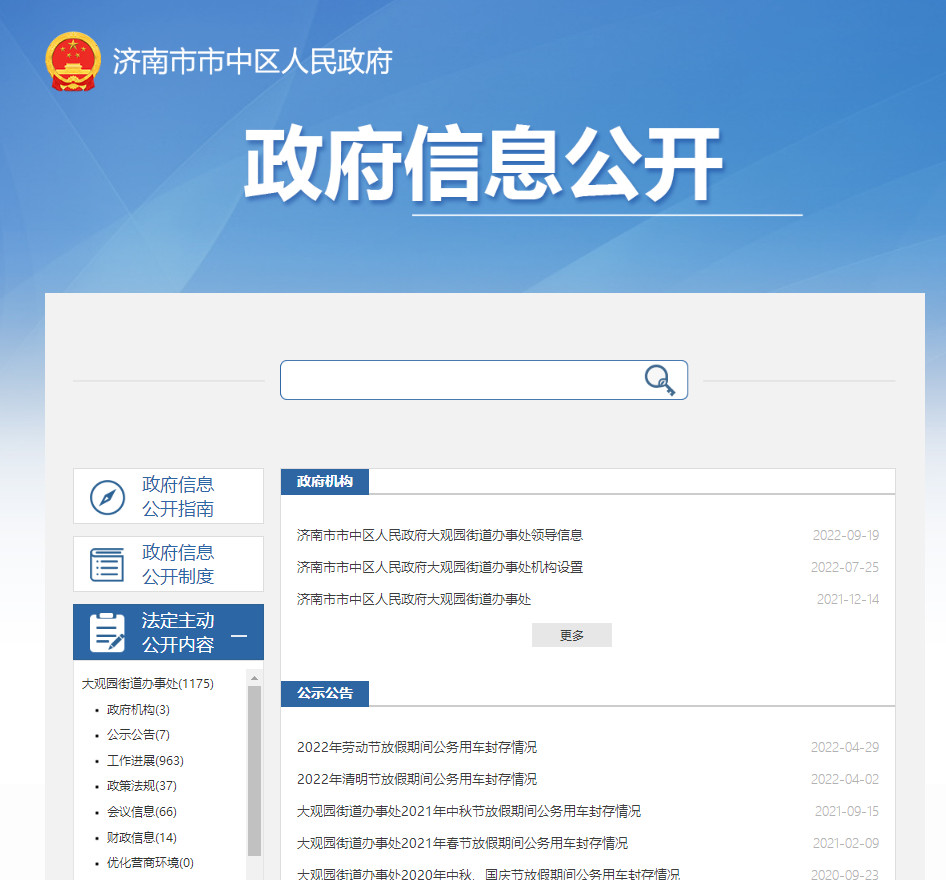 济南市市中区人民政府
政府信息公开
政府信息
公开指南
政府信息
公开制度
法定主动
公开内容
大观园街道办事处(1175)
政府机构(3)
公示公告(7)
工作进展(963)
政策法规(37)
会议信息(66)
财政信息(14)
优化营商环境(0)
政府机构
济南市市中区人民政府大观园街道办事处领导信息 2022-09-19
济南市市中区人民政府大观园街道办事处机构设置 2022-07-25
济南市市中区人民政府大观园街道办事处 2021-12-14
更多
公示公告
2022年劳动节放假期间公务用车封存情况 2022-04-29
2022年清明节放假期间公务用车封存情况 2022-04-02
大观园街道办事处2021年中秋节放假期间公务用车封存情况 2021-09-15
大观园街道办事处2021年春节放假期间公务用车封存情况 2021-02-09
大观园街道办事处2020年中秋、国庆节放假期间公务用车封存情况 2020-09-23